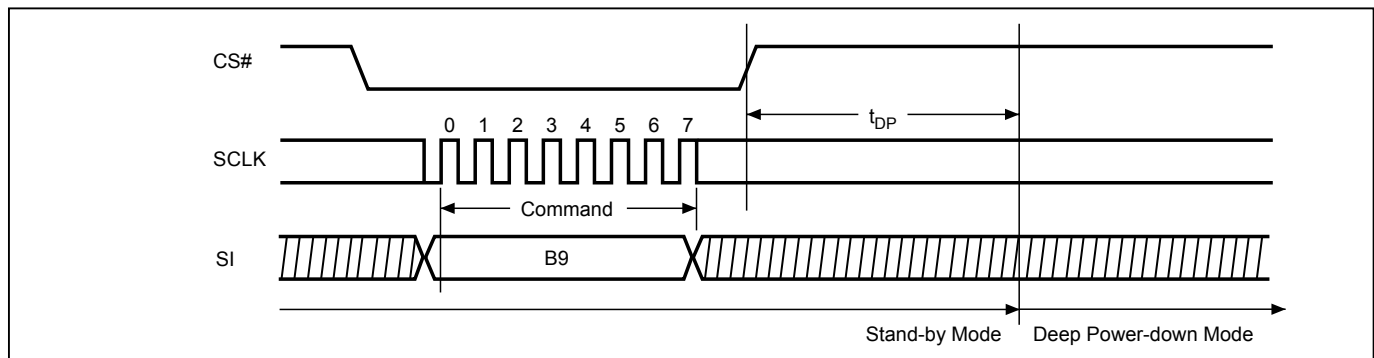 CS#
0 1 2 3 4 5 6 7
tDP
SCLK
Command
SI
B9
Stand-by Mode
Deep Power-down Mode